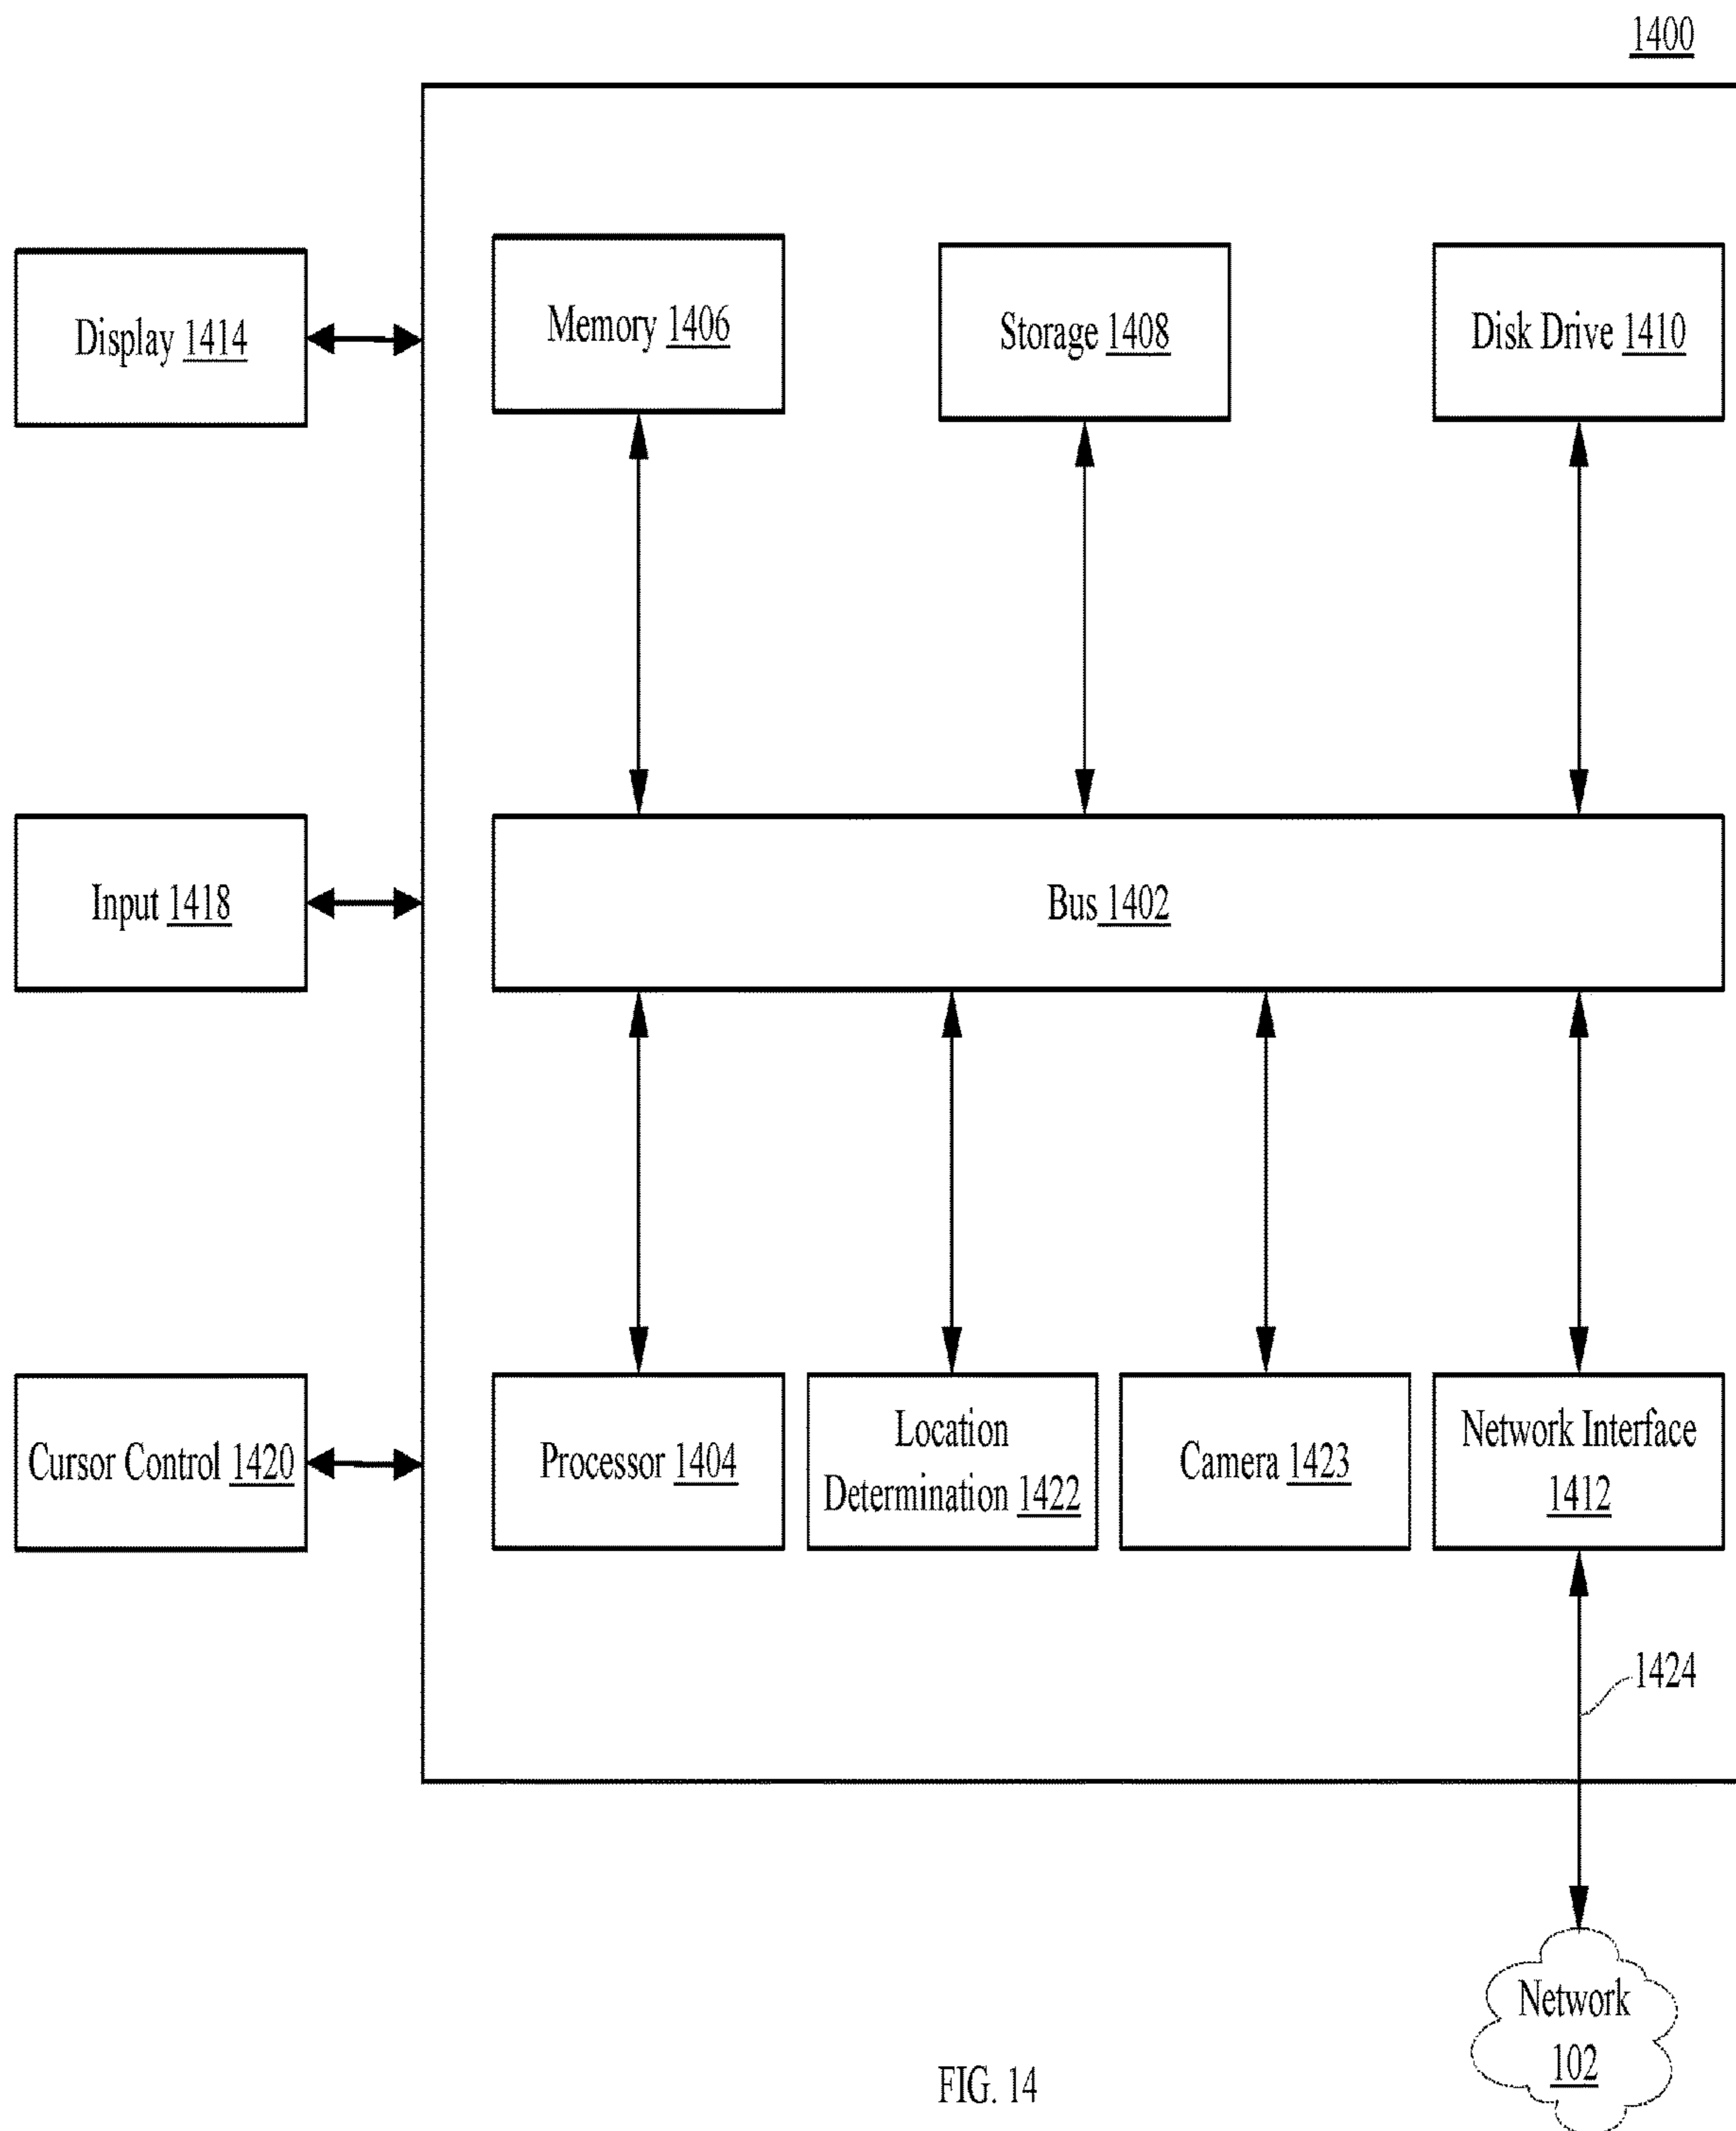 1400
Display 1414
Memory 1406
Storage 1408
Disk Drive 1410
Input 1418
Bus 1402
Cursor Control 1420
Processor 1404
Location
Determination 1422
Camera 1423
Network Interface
1412
1424
Network
102
FIG. 14